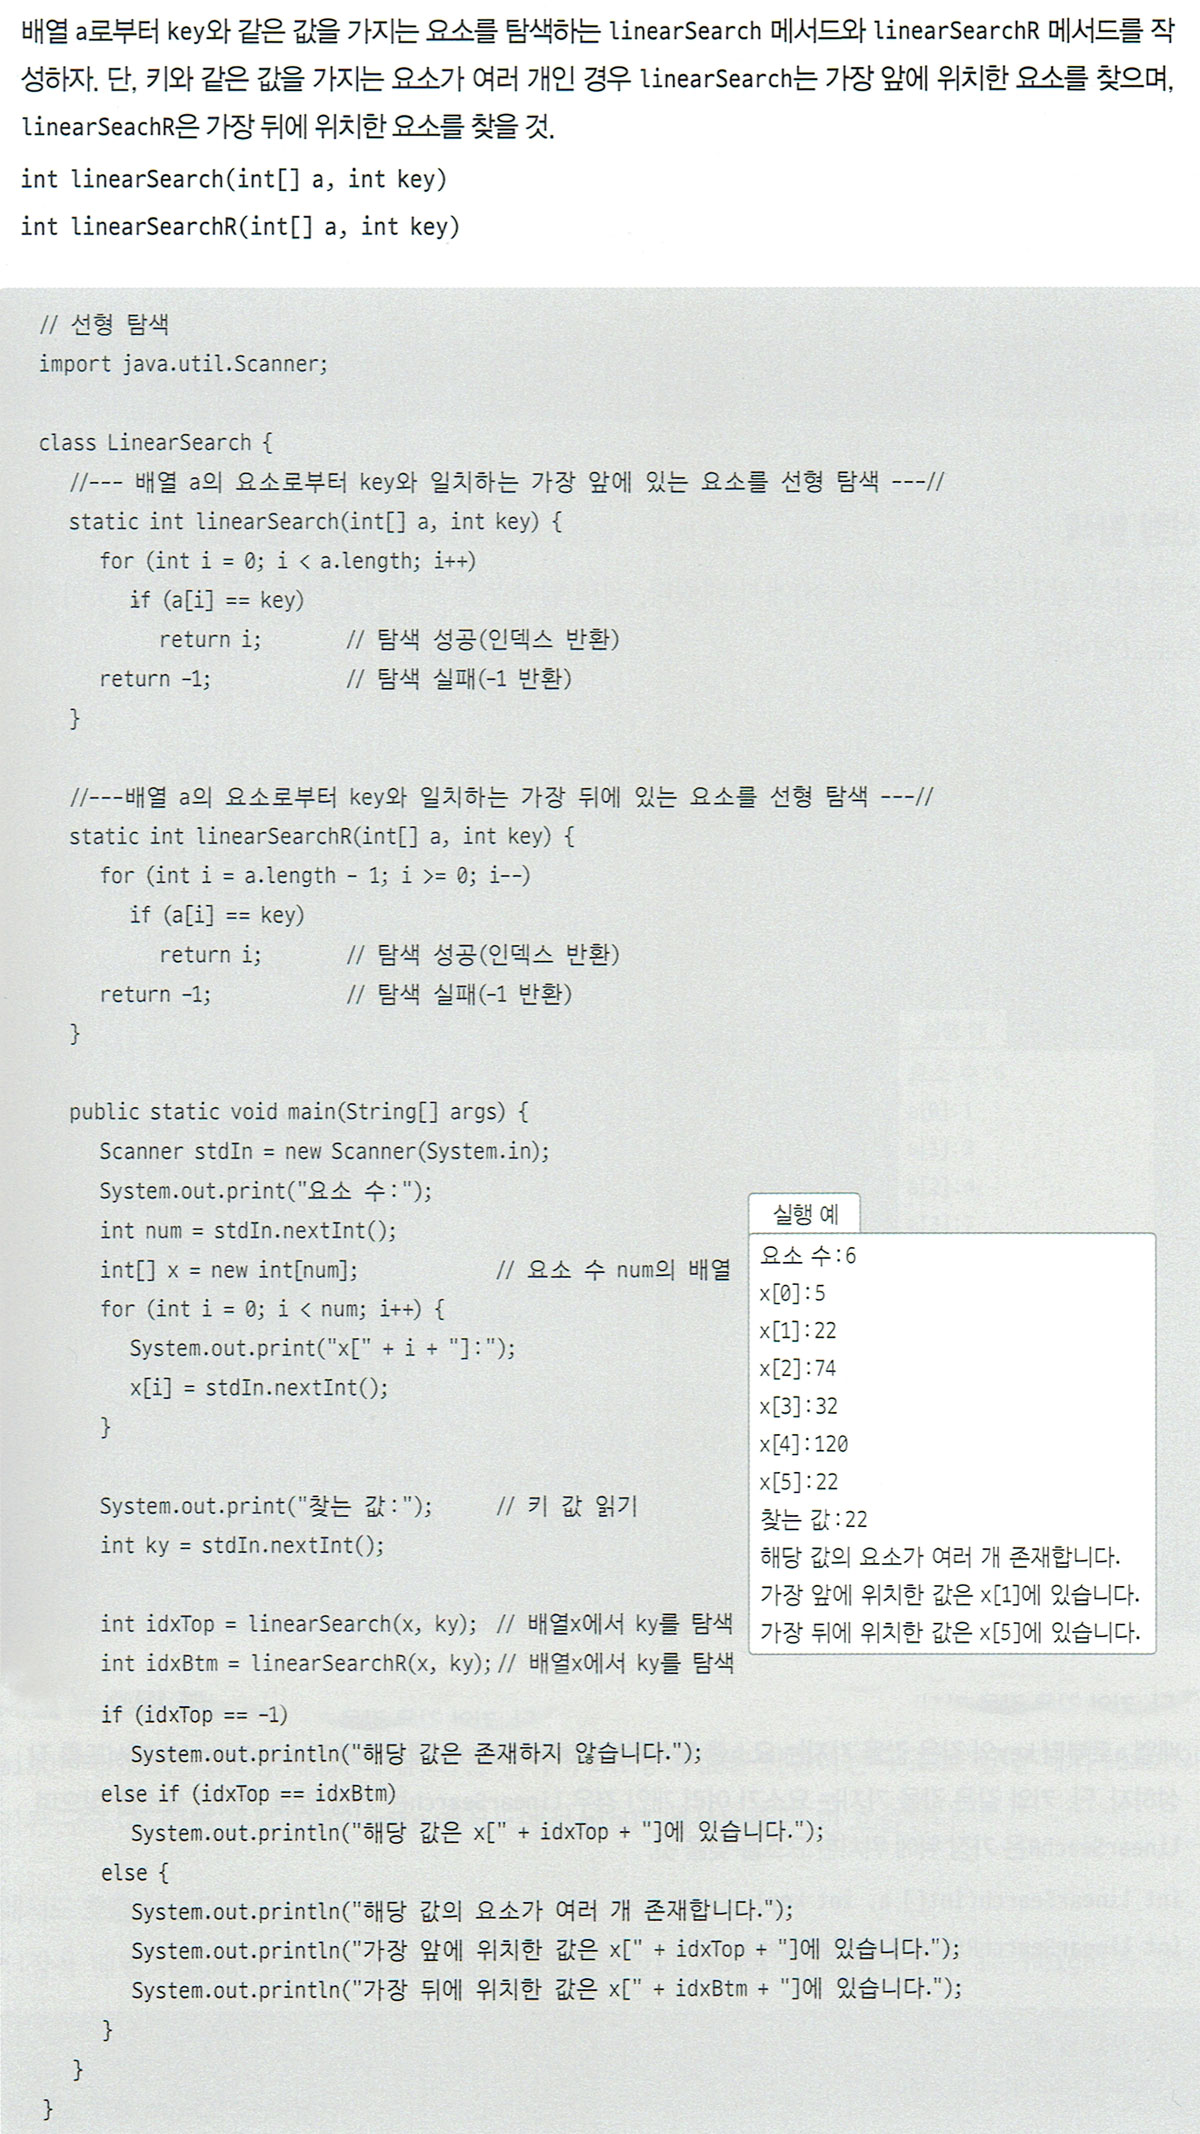 배열 a로부터 key와 같은 값을 가지는 요소를 탐색하는 linearSearch 메서드와 linearSearchR 메서드를 작
성하자. 단, 키와 같은 값을 가지는 요소가 여러 개인 경우 linearSearch는 가장 앞에 위치한 요소를 찾으며,
linearSeachR은 가장 뒤에 위치한 요소를 찾을 것.
int linearSearch(int[] a, int key)
int linearSearchR(int[] a, int key)
// 선형 탐색
import java.util.Scanner;
class LinearSearch {
//--- 배열 a의 요소로부터 key와 일치하는 가장 앞에 있는 요소를 선형 탐색 ---//
static int linearSearch(int[] a, int key) {
for (int i = 0; i < a.length; i++)
if (a[i] == key)
return i; // 탐색 성공(인덱스 반환)
return -1; // 탐색 실패(-1 반환)
}
//---배열 a의 요소로부터 key와 일치하는 가장 뒤에 있는 요소를 선형 탐색 ---//
static int linearSearchR(int[] a, int key) {
for (int i = a.length - 1; i >= 0; i--)
if (a[i] == key)
return i; // 탐색 성공(인덱스 반환)
return -1; // 탐색 실패(-1 반환)
}
public static void main(String[] args) {
Scanner stdIn = new Scanner(System.in);
System.out.print("요소 수:");
int num = stdIn.nextInt();
int[] x = new int[num]; // 요소 수 num의 배열
for (int i = 0; i < num; i++) {
System.out.print("x[" + i + "]:");
x[i] = stdIn.nextInt();
}
System.out.print("찾는 값:"); // 키 값 읽기
int ky = stdIn.nextInt();
int idxTop = linearSearch(x, ky); // 배열x에서 ky를 탐색
int idxBtm = linearSearchR(x, ky); // 배열x에서 ky를 탐색
if (idxTop == -1)
System.out.println("해당 값은 존재하지 않습니다.");
else if (idxTop == idxBtm)
System.out.println("해당 값은 x[" + idxTop + "]에 있습니다.");
else {
System.out.println("해당 값의 요소가 여러 개 존재합니다.");
System.out.println("가장 앞에 위치한 값은 x[" + idxTop + "]에 있습니다.");
System.out.println("가장 뒤에 위치한 값은 x[" + idxBtm + "]에 있습니다.");
}
}
}
실행 예
요소 수:6
x[0]:5
x[1]:22
x[2]:74
x[3]:32
x[4]:120
x[5]:22
찾는 값:22
해당 값의 요소가 여러 개 존재합니다.
가장 앞에 위치한 값은 x[1]에 있습니다.
가장 뒤에 위치한 값은 x[5]에 있습니다.